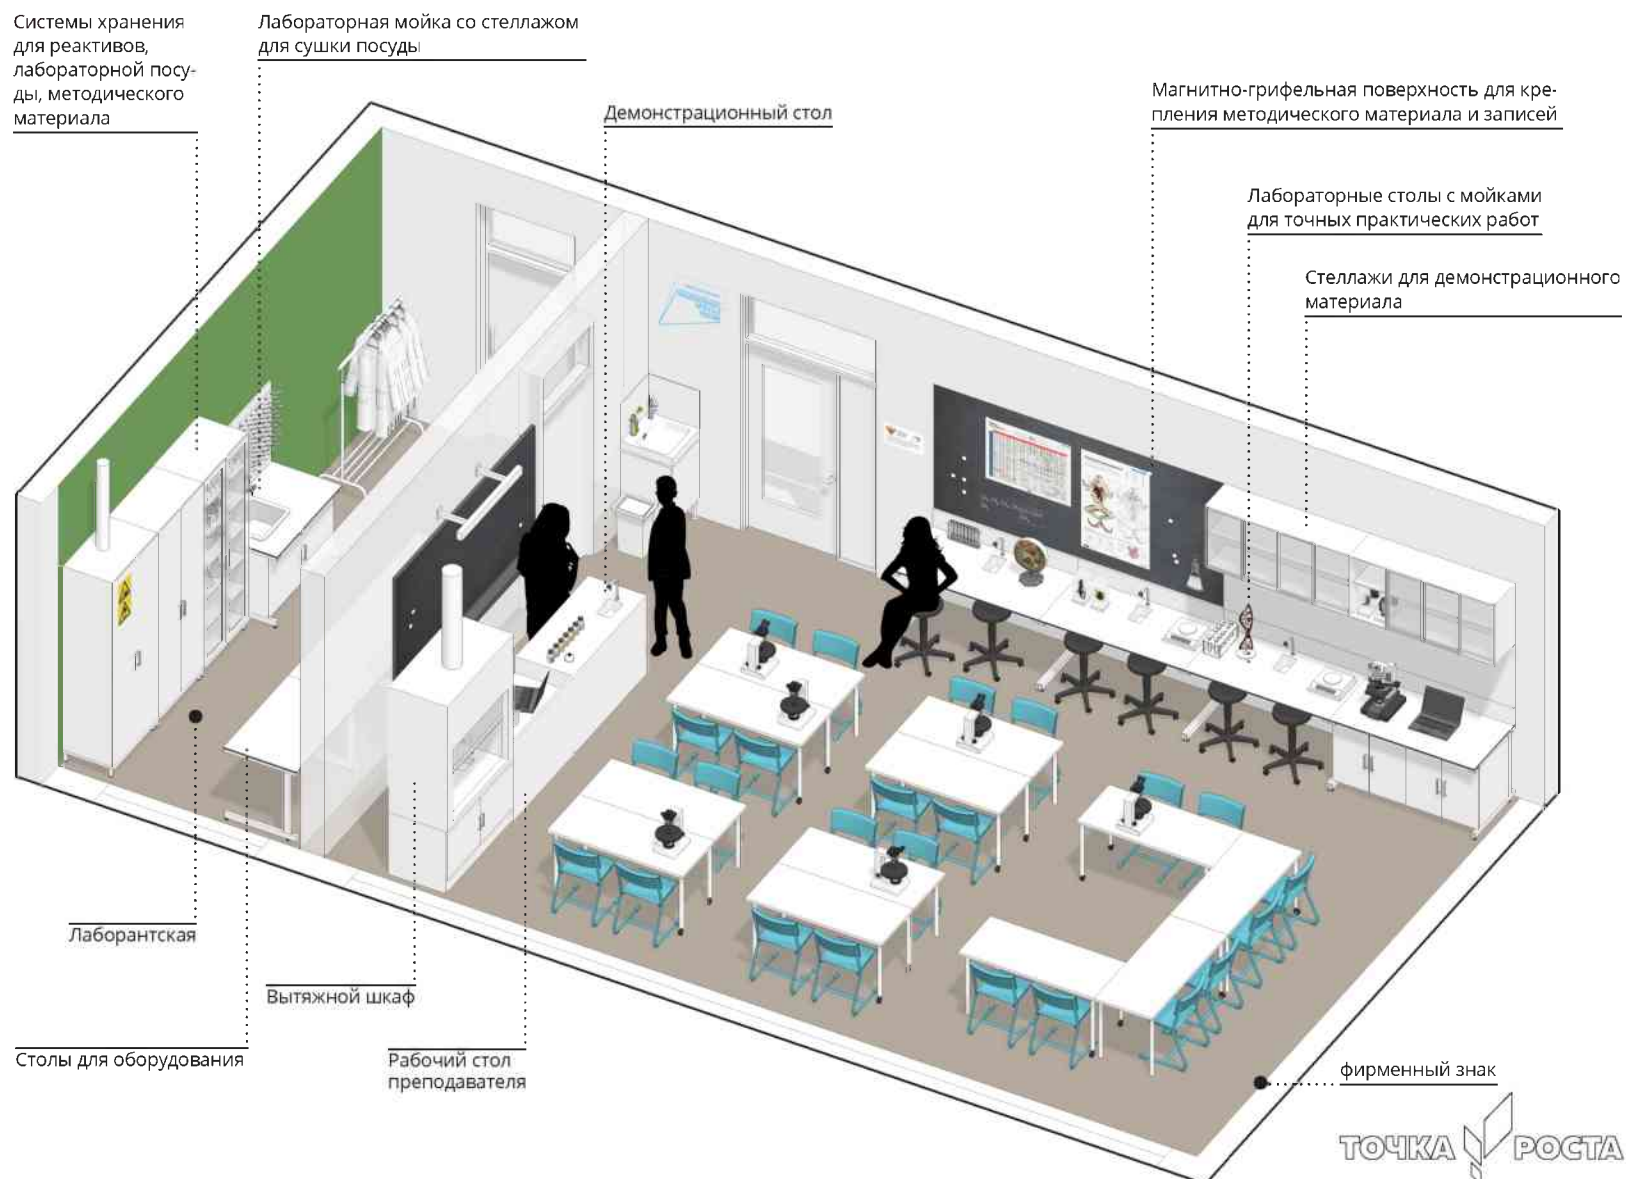 Системы хранения
для реактивов,
лабораторной посу-
ды, методического
материала
Лабораторная мойка со стеллажом
для сушки посуды
Демонстрационный стол
Магнитно-грифельная поверхность для кре-
пления методического материала и записей
Лабораторные столы с мойками
для точных практических работ
Стеллажи для демонстрационного
материала
Лаборантская
Вытяжной шкаф
Столы для оборудования
Рабочий стол
преподавателя
фирменный знак
ТОЧКА РОСТА